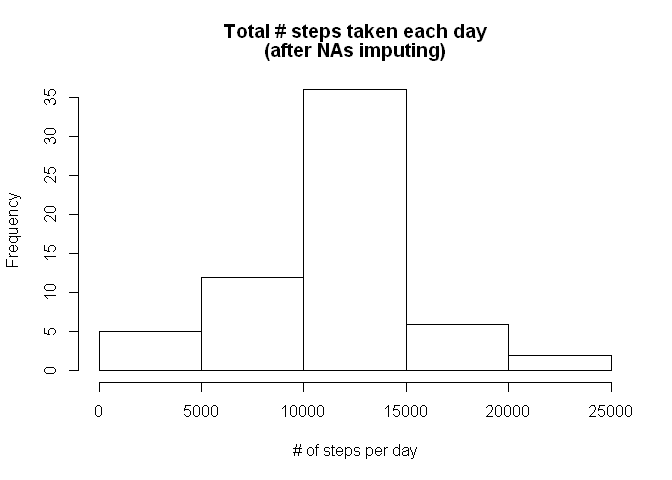 Total # steps taken each day
(after NAs imputing)
35
30
25
20
15
10
5
0
Frequency
0 5000 10000 15000 20000 25000
# of steps per day